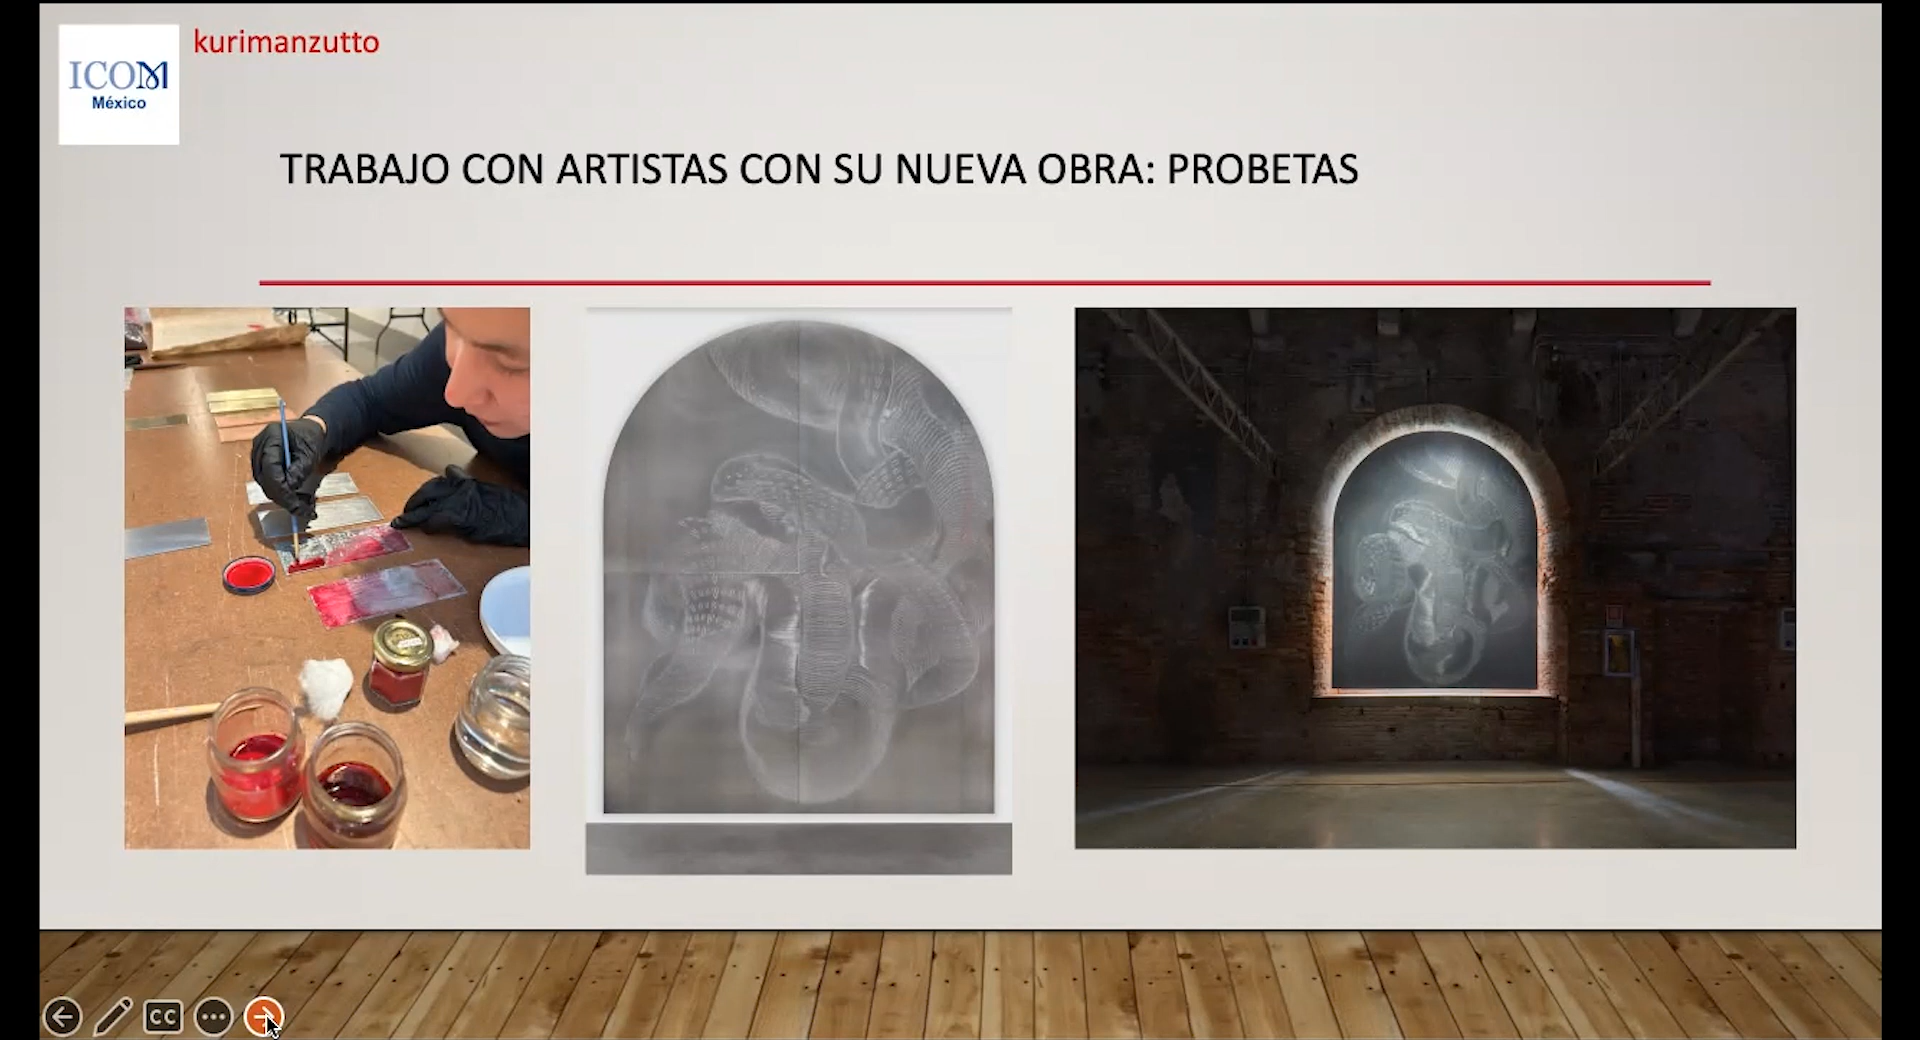 ICOM
México
kurimanzutto
TRABAJO CON ARTISTAS CON SU NUEVA OBRA: PROBETAS
CC